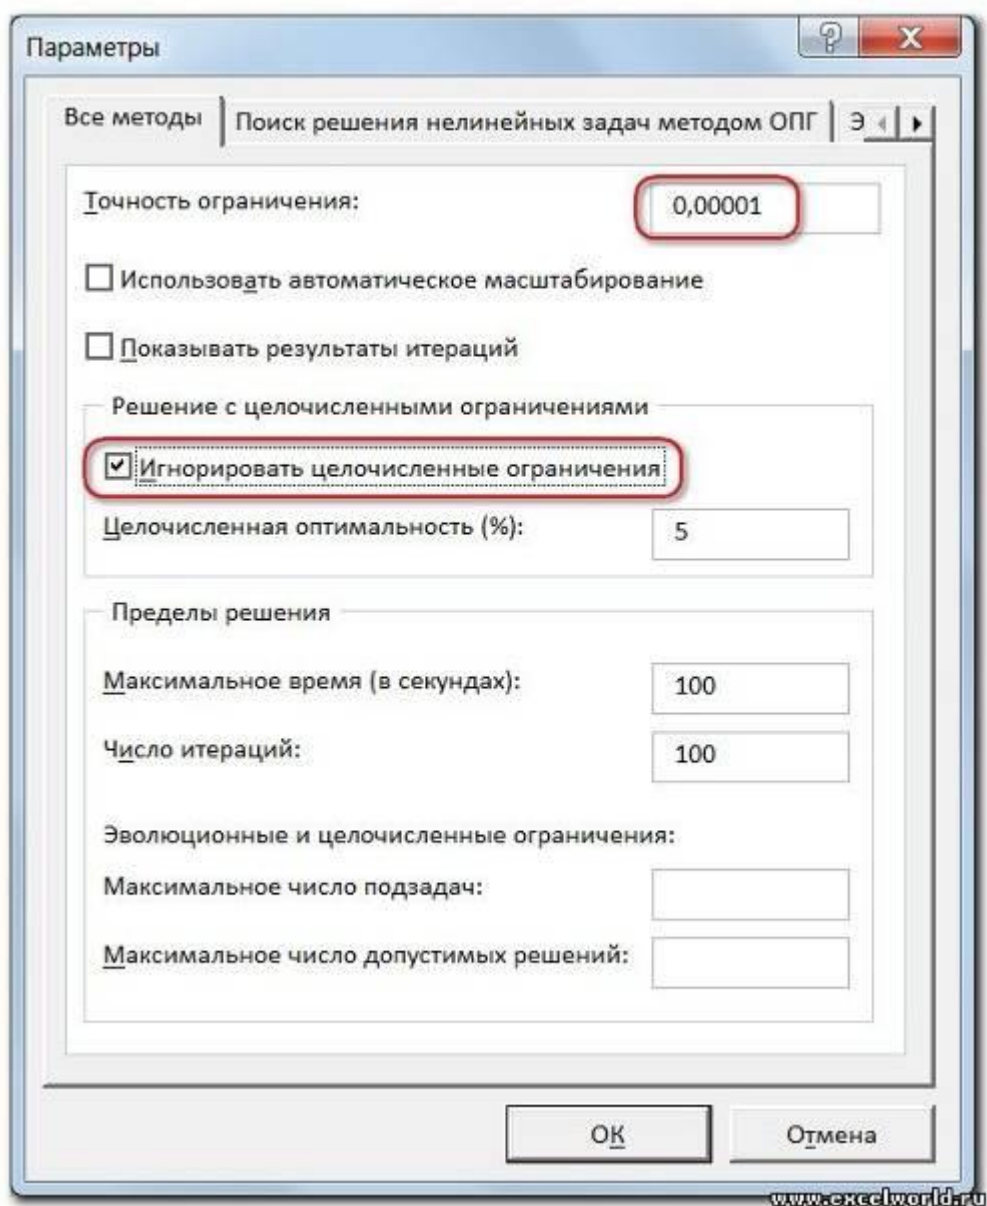 Параметры
Все методы
Поиск решения нелинейных задач методом ОПГ
Э
Точность ограничения:
0,00001
Использовать автоматическое масштабирование
Показывать результаты итераций
Решение с целочисленными ограничениями
Игнорировать целочисленные ограничения
Целочисленная оптимальность (%):
5
Пределы решения
Максимальное время (в секундах):
100
Число итераций:
100
Эволюционные и целочисленные ограничения:
Максимальное число подзадач:
Максимальное число допустимых решений:
ОК
Отмена
www.excelworld.ru